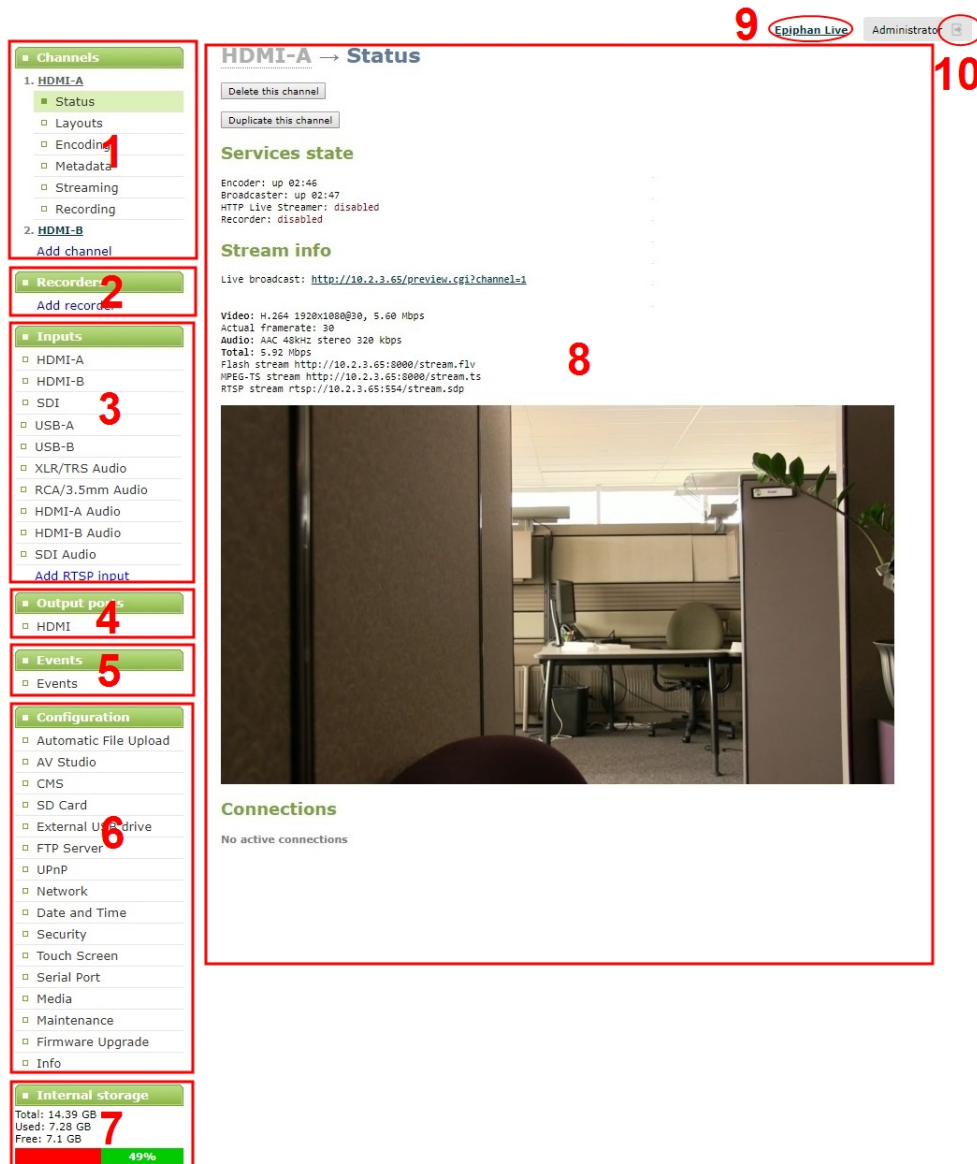 9
Epiphan Live
Administrator
10
Channels
1. HDMI-A
Status
Layouts
Encoding
Metadata
Streaming
Recording
1
2. HDMI-B
Add channel
Recorders
Add recorder
2
Inputs
HDMI-A
HDMI-B
SDI
USB-A
USB-B
XLR/TRS Audio
RCA/3.5mm Audio
HDMI-A Audio
HDMI-B Audio
SDI Audio
Add RTSP input
3
Output ports
HDMI
4
Events
Events
5
Configuration
Automatic File Upload
AV Studio
CMS
SD Card
External USB drive
FTP Server
UPnP
Network
Date and Time
Security
Touch Screen
Serial Port
Media
Maintenance
Firmware Upgrade
Info
6
Internal storage
Total: 14.39 GB
Used: 7.28 GB
Free: 7.1 GB
49%
7
HDMI-A → Status
Delete this channel
Duplicate this channel
Services state
Encoder: up 02:46
Broadcaster: up 02:47
HTTP Live Streamer: disabled
Recorder: disabled
Stream info
Live broadcast: http://10.2.3.65/preview.cgi?channel=1
Video: H.264 1920x1080@30, 5.60 Mbps
Actual framerate: 30
Audio: AAC 48kHz stereo 320 kbps
Total: 5.92 Mbps
Flash stream http://10.2.3.65:8000/stream.flv
MPEG-TS stream http://10.2.3.65:8000/stream.ts
RTSP stream rtsp://10.2.3.65:554/stream.sdp
8
Connections
No active connections